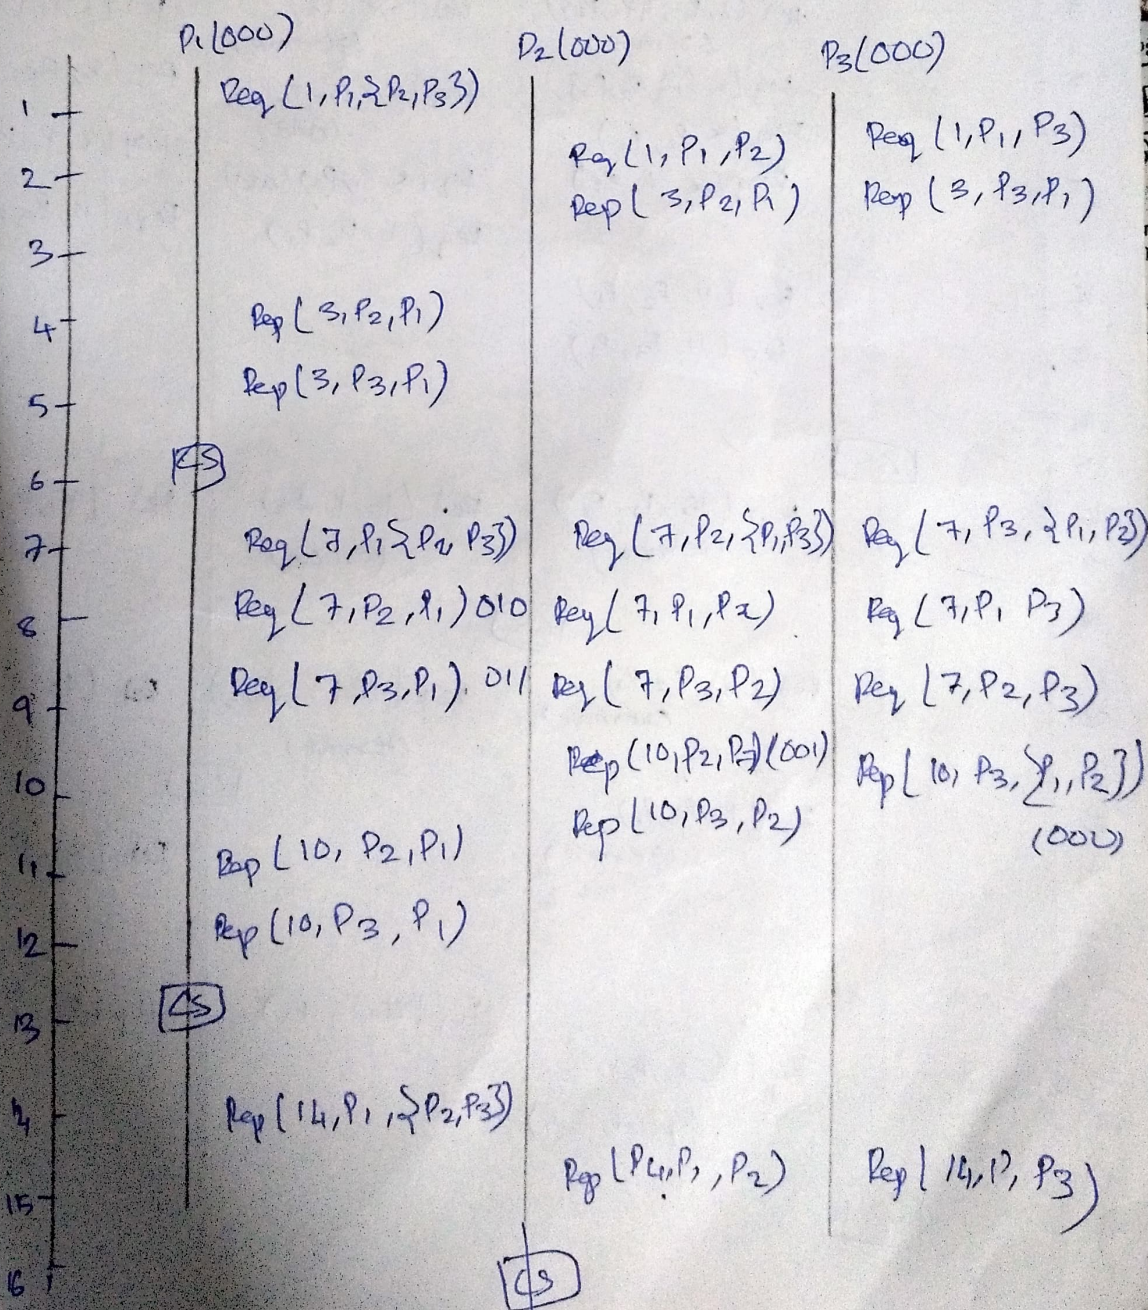 P1(000) P2(000) P3(000)
Req (1, P1, {P2, P3})
1
Req (1, P1, P2) Req (1, P1, P3)
2
Rep (3, P2, P1) Rep (3, P3, P1)
3
Rep (3, P2, P1)
4
Rep (3, P3, P1)
5
CS
6
Req (7, P1 {P2, P3}) Req (7, P2, {P1, P3}) Req (7, P3, {P1, P2})
7
Req (7, P2, P1) 010 Req (7, P1, P2) Req (7, P1 P3)
8
Req (7, P3, P1). 011 Req (7, P3, P2) Req (7, P2, P3)
9
Rep (10, P2, P1) (001) Rep (10, P3, {P1, P2})
10
Rep (10, P3, P2) (000)
Rep (10, P2, P1)
11
Rep (10, P3, P1)
12
CS
13
Rep (14, P1, {P2, P3})
Rep (P4, P1, P2) Rep (14, P, P3)
15
16
CS